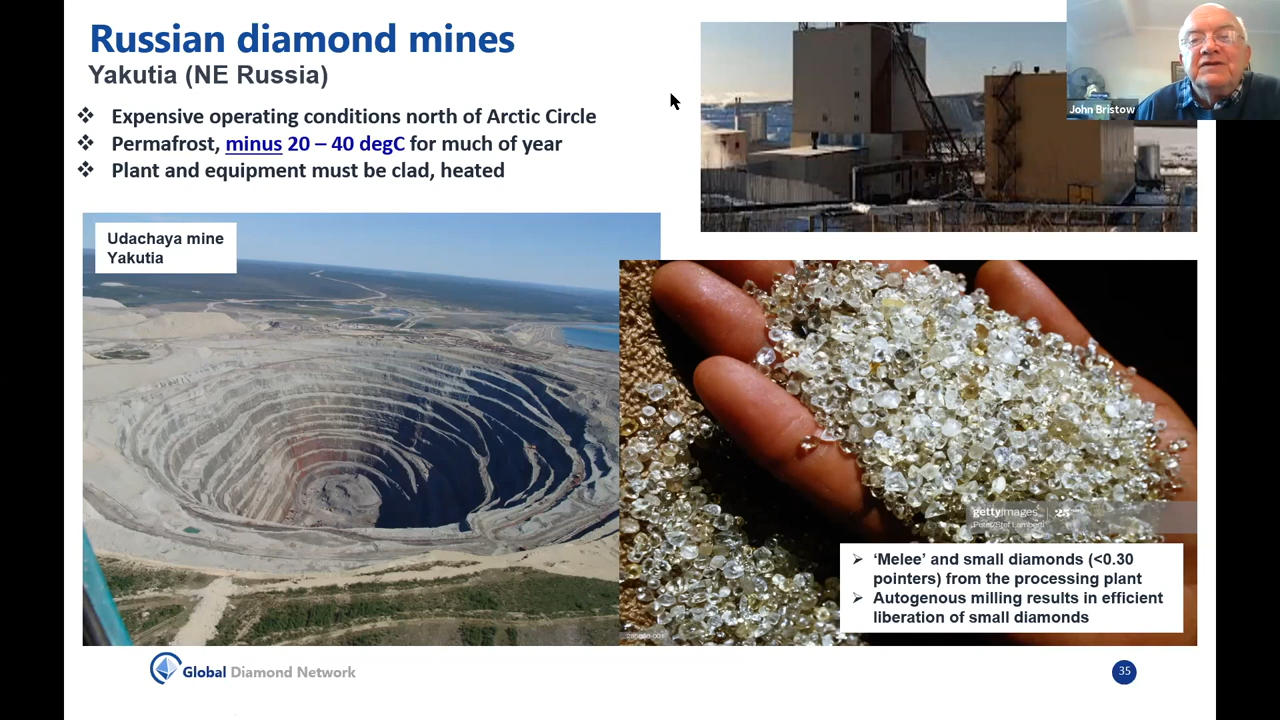 Russian diamond mines
Yakutia (NE Russia)
❖ Expensive operating conditions north of Arctic Circle
❖ Permafrost, minus 20 – 40 degC for much of year
❖ Plant and equipment must be clad, heated
John Bristow
Udachaya mine
Yakutia
gettyimages
➢ ‘Melee’ and small diamonds (<0.30
pointers) from the processing plant
➢ Autogenous milling results in efficient
liberation of small diamonds
Global Diamond Network
35